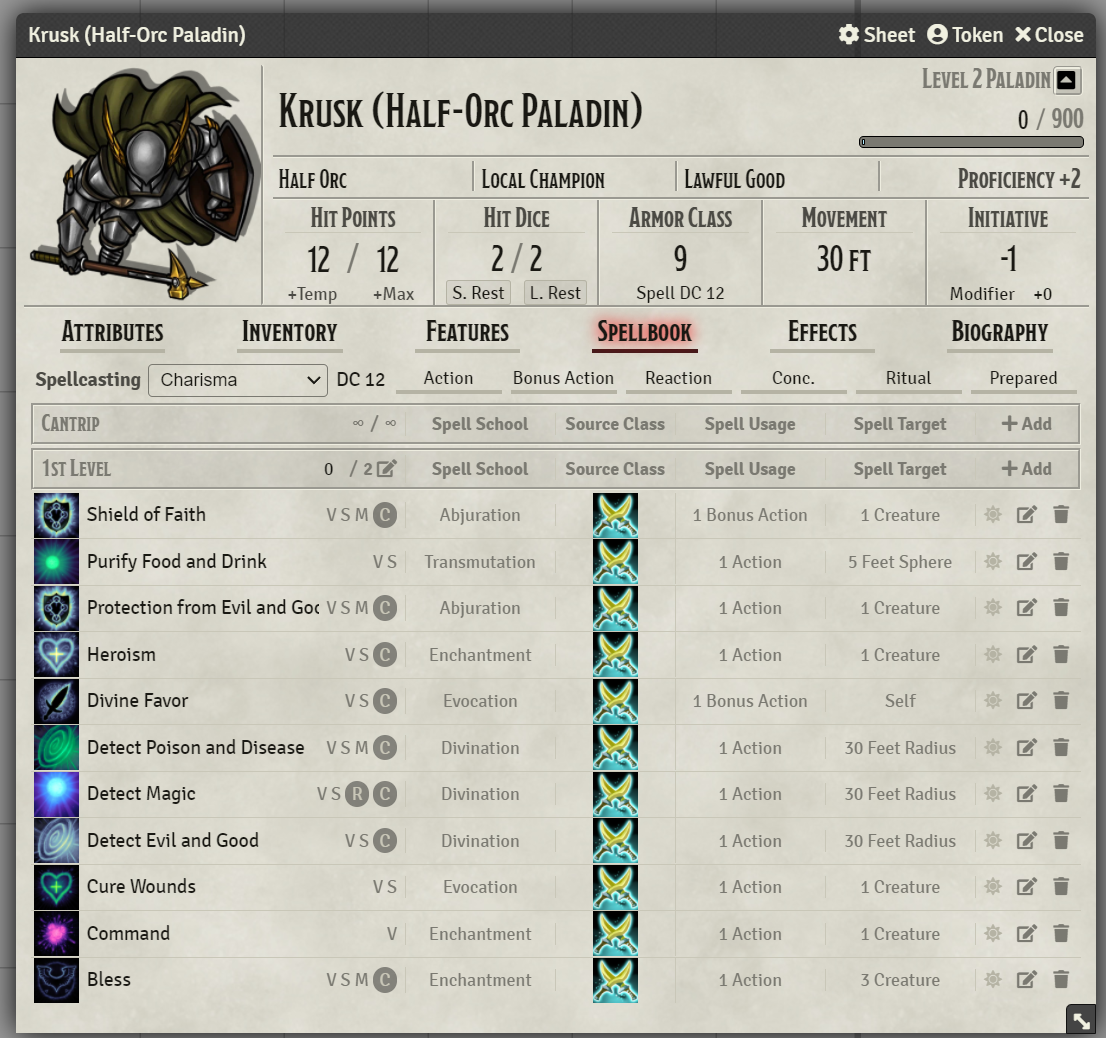 Krusk (Half-Orc Paladin) Sheet Token Close
Level 2 Paladin
Krusk (Half-Orc Paladin)
0 / 900
Half Orc Local Champion Lawful Good Proficiency +2
Hit Points Hit Dice Armor Class Movement Initiative
12 / 12 2 / 2 9 30 ft -1
+Temp +Max S. Rest L. Rest Spell DC 12 Modifier +0
Attributes Inventory Features Spellbook Effects Biography
Spellcasting Charisma DC 12 Action Bonus Action Reaction Conc. Ritual Prepared
Cantrip ∞ / ∞ Spell School Source Class Spell Usage Spell Target Add
1st Level 0 / 2 Spell School Source Class Spell Usage Spell Target Add
Shield of Faith V S M C Abjuration 1 Bonus Action 1 Creature
Purify Food and Drink V S Transmutation 1 Action 5 Feet Sphere
Protection from Evil and Goo V S M C Abjuration 1 Action 1 Creature
Heroism V S C Enchantment 1 Action 1 Creature
Divine Favor V S C Evocation 1 Bonus Action Self
Detect Poison and Disease V S M C Divination 1 Action 30 Feet Radius
Detect Magic V S R C Divination 1 Action 30 Feet Radius
Detect Evil and Good V S C Divination 1 Action 30 Feet Radius
Cure Wounds V S Evocation 1 Action 1 Creature
Command V Enchantment 1 Action 1 Creature
Bless V S M C Enchantment 1 Action 3 Creature